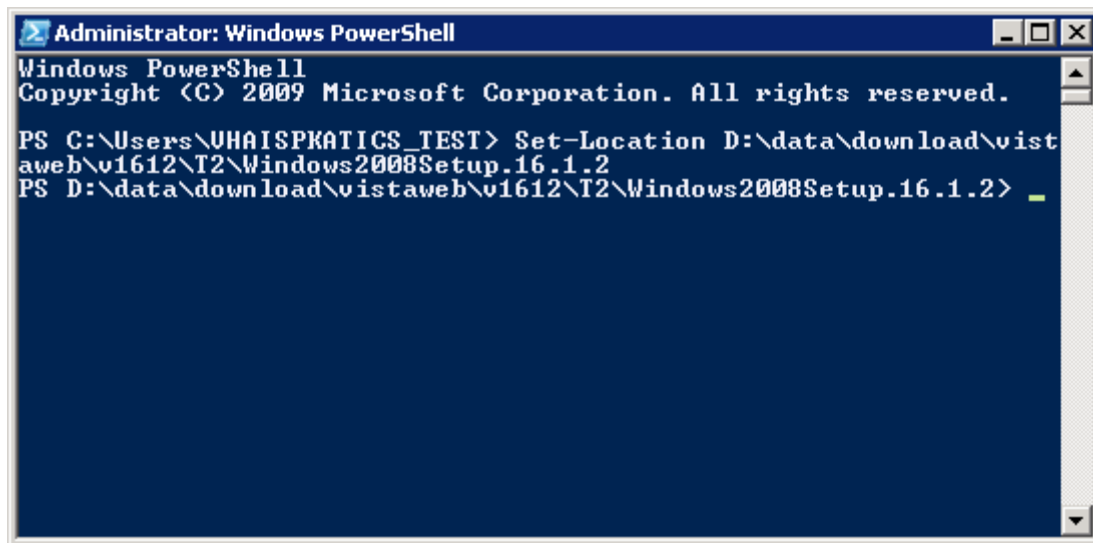 Administrator: Windows PowerShell
Windows PowerShell
Copyright (C) 2009 Microsoft Corporation. All rights reserved.
PS C:\Users\VHAISPKATICS_TEST> Set-Location D:\data\download\vist
aweb\v1612\T2\Windows2008Setup.16.1.2
PS D:\data\download\vistaweb\v1612\T2\Windows2008Setup.16.1.2> _